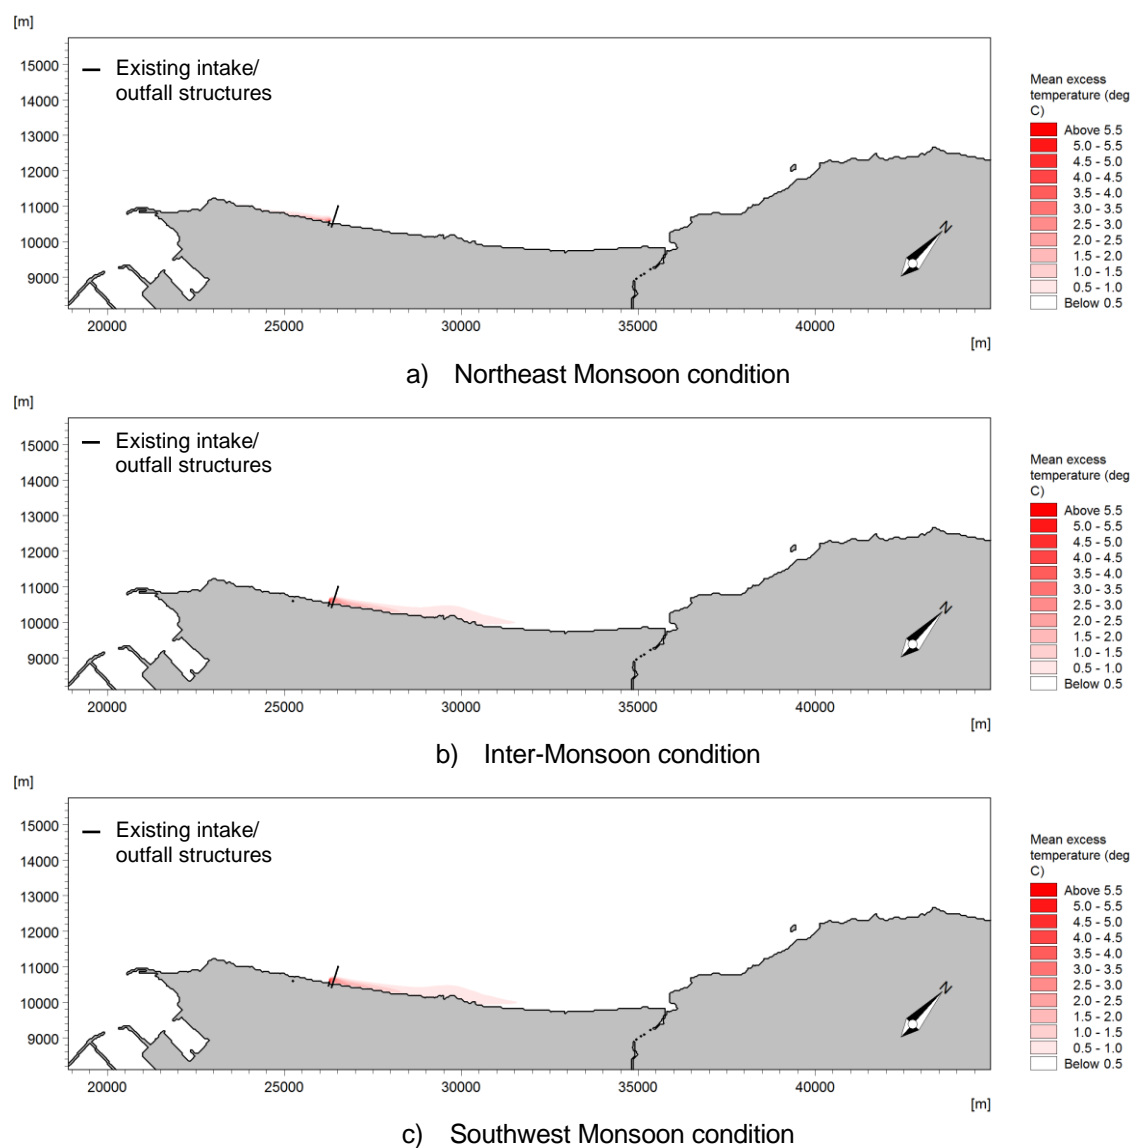 [m]
Existing intake/
outfall structures
15000
14000
13000
12000
11000
10000
9000
20000 25000 30000 35000 40000
[m]
N
Mean excess
temperature (deg
C)
Above 5.5
5.0 - 5.5
4.5 - 5.0
4.0 - 4.5
3.5 - 4.0
3.0 - 3.5
2.5 - 3.0
2.0 - 2.5
1.5 - 2.0
1.0 - 1.5
0.5 - 1.0
Below 0.5
a) Northeast Monsoon condition
[m]
Existing intake/
outfall structures
15000
14000
13000
12000
11000
10000
9000
20000 25000 30000 35000 40000
[m]
N
Mean excess
temperature (deg
C)
Above 5.5
5.0 - 5.5
4.5 - 5.0
4.0 - 4.5
3.5 - 4.0
3.0 - 3.5
2.5 - 3.0
2.0 - 2.5
1.5 - 2.0
1.0 - 1.5
0.5 - 1.0
Below 0.5
b) Inter-Monsoon condition
[m]
Existing intake/
outfall structures
15000
14000
13000
12000
11000
10000
9000
20000 25000 30000 35000 40000
[m]
N
Mean excess
temperature (deg
C)
Above 5.5
5.0 - 5.5
4.5 - 5.0
4.0 - 4.5
3.5 - 4.0
3.0 - 3.5
2.5 - 3.0
2.0 - 2.5
1.5 - 2.0
1.0 - 1.5
0.5 - 1.0
Below 0.5
c) Southwest Monsoon condition